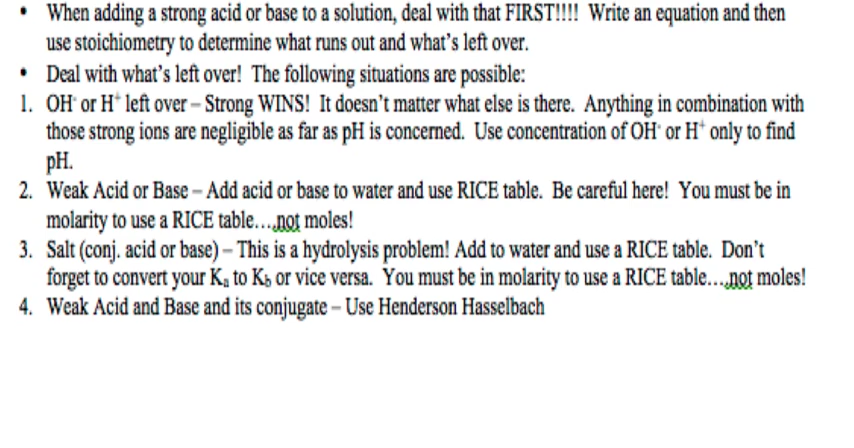 • When adding a strong acid or base to a solution, deal with that FIRST!!!! Write an equation and then
use stoichiometry to determine what runs out and what's left over.
• Deal with what's left over! The following situations are possible:
1. OH⁻ or H⁺ left over – Strong WINS! It doesn't matter what else is there. Anything in combination with
those strong ions are negligible as far as pH is concerned. Use concentration of OH⁻ or H⁺ only to find
pH.
2. Weak Acid or Base – Add acid or base to water and use RICE table. Be careful here! You must be in
molarity to use a RICE table….not moles!
3. Salt (conj. acid or base) – This is a hydrolysis problem! Add to water and use a RICE table. Don't
forget to convert your Kₐ to K_b or vice versa. You must be in molarity to use a RICE table….not moles!
4. Weak Acid and Base and its conjugate – Use Henderson Hasselbach